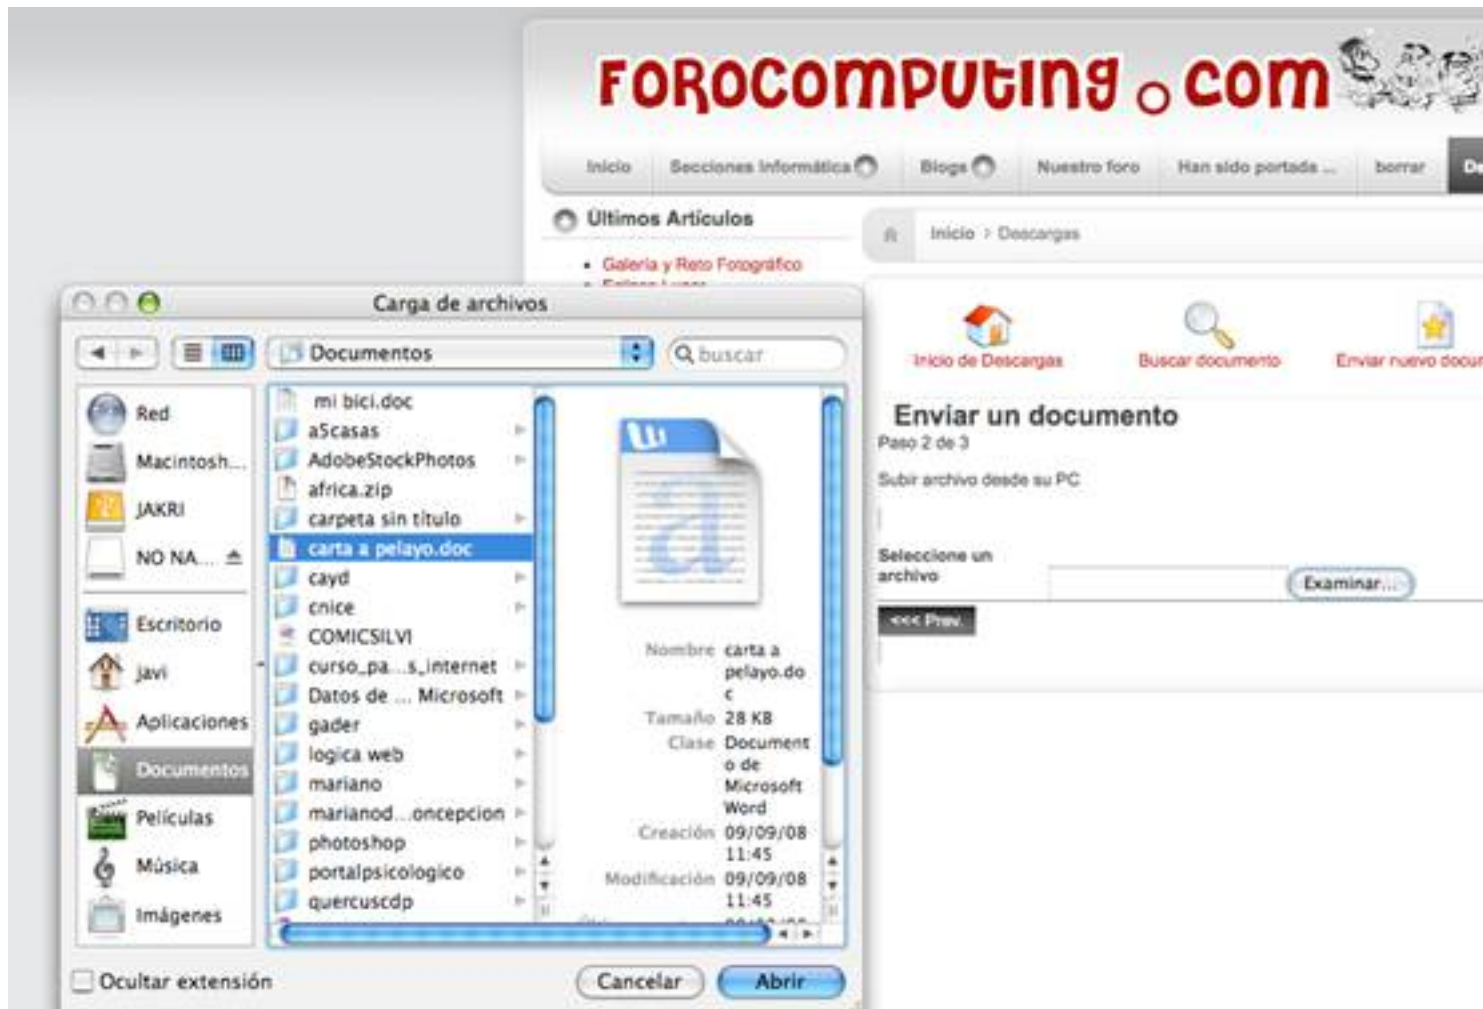 FOROCOMPUTING.COM
Inicio
Secciones Informática
Blogs
Nuestro foro
Han sido portada ...
borrar
Últimos Artículos
Inicio > Descargas
Galería y Reto Fotográfico
Inicio de Descargas
Buscar documento
Enviar nuevo
Enviar un documento
Paso 2 de 3
Subir archivo desde su PC
Seleccione un
archivo
Examinar...
<<< Prev.
Carga de archivos
Documentos
buscar
Red
Macintosh...
JAKRI
NO NA...
Escritorio
Javi
Aplicaciones
Documentos
Películas
Música
Imágenes
mi bici.doc
a5casas
AdobeStockPhotos
africa.zip
carpeta sin título
carta a pelayo.doc
cayd
cnice
COMICSILVI
curso_pa...s_internet
Datos de ... Microsoft
gader
logica web
mariano
marianod...oncepcion
photoshop
portalpsicologico
quercuscdp
Nombre carta a
pelayo.do
c
Tamaño 28 KB
Clase Document
o de
Microsoft
Word
Creación 09/09/08
11:45
Modificación 09/09/08
11:45
Ocultar extensión
Cancelar
Abrir